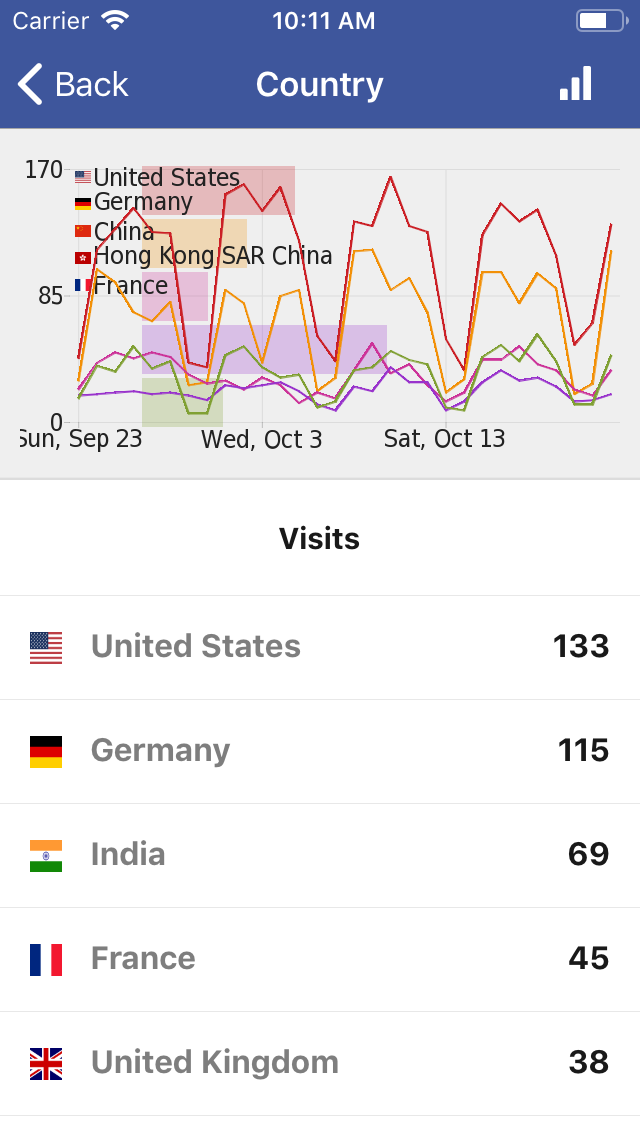 Carrier 10:11 AM
Back Country
170
United States
Germany
China
Hong Kong SAR China
France
85
0
Sun, Sep 23 Wed, Oct 3 Sat, Oct 13
Visits
United States 133
Germany 115
India 69
France 45
United Kingdom 38